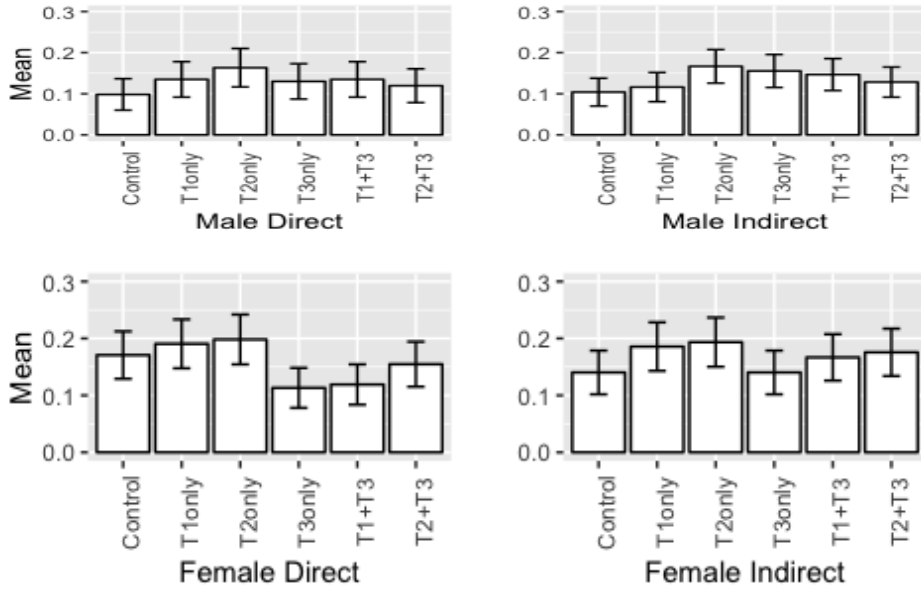 Mean
0.3
0.2
0.1
0.0
Control
T1only
T2only
T3only
T1+T3
T2+T3
Male Direct
0.3
0.2
0.1
0.0
Control
T1only
T2only
T3only
T1+T3
T2+T3
Male Indirect
Mean
0.3
0.2
0.1
0.0
Control
T1only
T2only
T3only
T1+T3
T2+T3
Female Direct
0.3
0.2
0.1
0.0
Control
T1only
T2only
T3only
T1+T3
T2+T3
Female Indirect